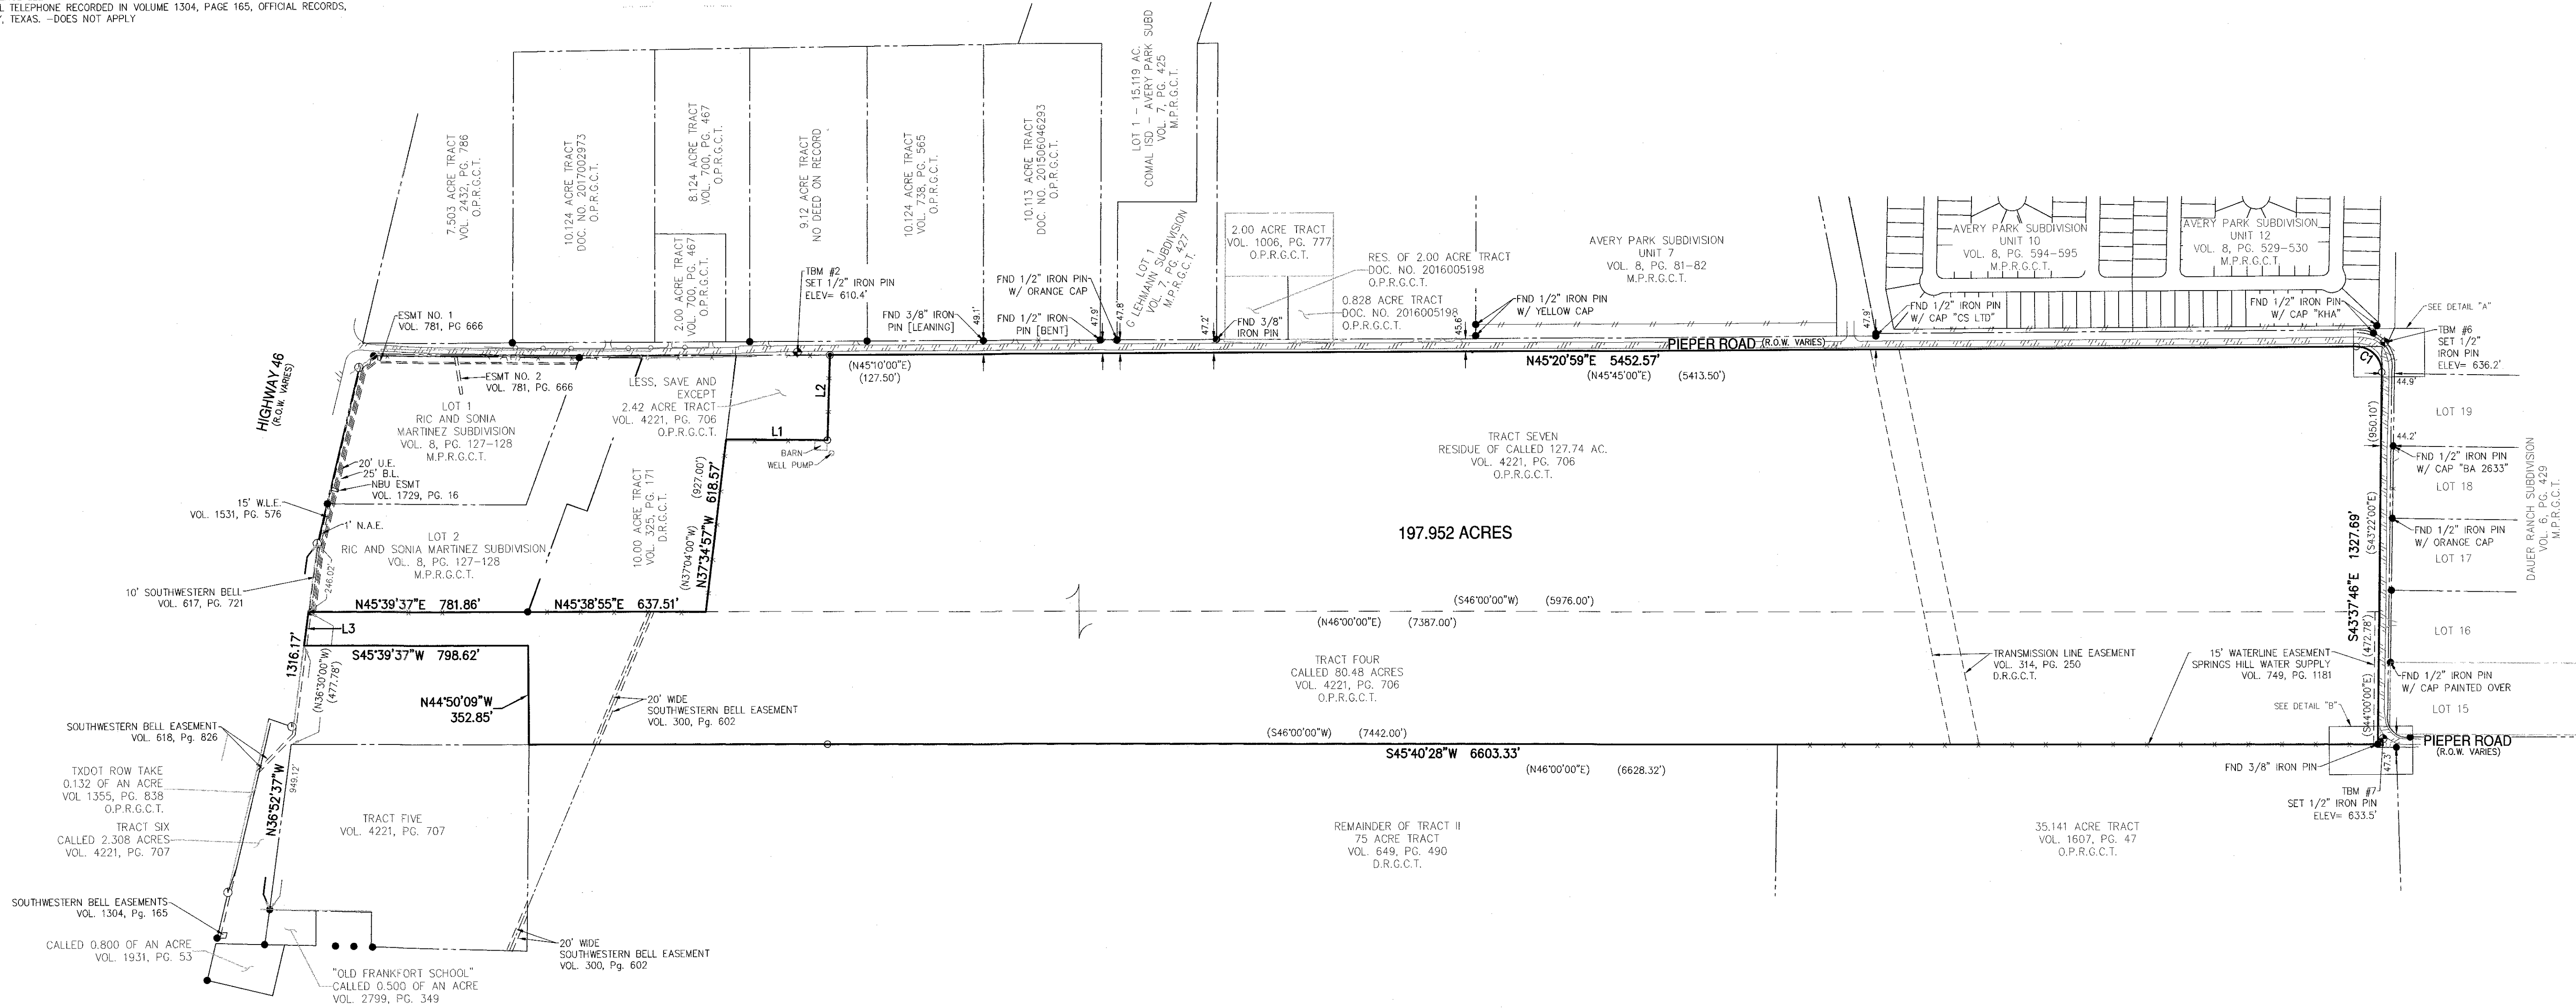 L TELEPHONE RECORDED IN VOLUME 1304, PAGE 165, OFFICIAL RECORDS,
, TEXAS. -DOES NOT APPLY
7.503 ACRE TRACT
VOL. 2432, PG. 786
O.P.R.G.C.T.
10.124 ACRE TRACT
DOC. NO. 2017002973
O.P.R.G.C.T.
8.124 ACRE TRACT
VOL. 700, PG. 467
O.P.R.G.C.T.
2.00 ACRE TRACT
VOL. 700, PG. 467
O.P.R.G.C.T.
9.12 ACRE TRACT
NO DEED ON RECORD
10.124 ACRE TRACT
VOL. 738, PG. 565
O.P.R.G.C.T.
10.113 ACRE TRACT
DOC. NO. 201506046293
O.P.R.G.C.T.
LOT 1 - 15.119 AC.
COMAL ISD - AVERY PARK SUBD
VOL. 7, PG. 425
M.P.R.G.C.T.
LOT 1
G LEHMANN SUBDIVISION
VOL. 7, PG. 427
M.P.R.G.C.T.
2.00 ACRE TRACT
VOL. 1006, PG. 777
O.P.R.G.C.T.
RES. OF 2.00 ACRE TRACT
DOC. NO. 2016005198
O.P.R.G.C.T.
0.828 ACRE TRACT
DOC. NO. 2016005198
O.P.R.G.C.T.
AVERY PARK SUBDIVISION
UNIT 7
VOL. 8, PG. 81-82
M.P.R.G.C.T.
AVERY PARK SUBDIVISION
UNIT 10
VOL. 8, PG. 594-595
M.P.R.G.C.T.
AVERY PARK SUBDIVISION
UNIT 12
VOL. 8, PG. 529-530
M.P.R.G.C.T.
TBM #2
SET 1/2" IRON PIN
ELEV= 610.4'
FND 3/8" IRON
PIN [LEANING]
49.1'
FND 1/2" IRON PIN
W/ ORANGE CAP
FND 1/2" IRON
PIN [BENT]
47.9'
47.8'
47.2'
FND 3/8"
IRON PIN
45.6'
FND 1/2" IRON PIN
W/ YELLOW CAP
47.9'
FND 1/2" IRON PIN
W/ CAP "CS LTD"
FND 1/2" IRON PIN
W/ CAP "KHA"
SEE DETAIL "A"
TBM #6
SET 1/2"
IRON PIN
ELEV= 636.2'
C1
44.9'
PIEPER ROAD (R.O.W. VARIES)
N45°20'59"E 5452.57'
(N45°45'00"E) (5413.50')
(N45°10'00"E)
(127.50')
ESMT NO. 1
VOL. 781, PG 666
ESMT NO. 2
VOL. 781, PG. 666
HIGHWAY 46
(R.O.W. VARIES)
LOT 1
RIC AND SONIA
MARTINEZ SUBDIVISION
VOL. 8, PG. 127-128
M.P.R.G.C.T.
LESS, SAVE AND
EXCEPT
2.42 ACRE TRACT
VOL. 4221, PG. 706
O.P.R.G.C.T.
L2
L1
BARN
WELL PUMP
20' U.E.
25' B.L.
NBU ESMT
VOL. 1729, PG. 16
15' W.L.E.
VOL. 1531, PG. 576
1' N.A.E.
246.02'
LOT 2
RIC AND SONIA MARTINEZ SUBDIVISION
VOL. 8, PG. 127-128
M.P.R.G.C.T.
10.00 ACRE TRACT
VOL. 325, PG. 171
D.R.G.C.T.
(N37°04'00"W) (927.00')
N37°34'57"W 618.57'
TRACT SEVEN
RESIDUE OF CALLED 127.74 AC.
VOL. 4221, PG. 706
O.P.R.G.C.T.
197.952 ACRES
(950.10')
(S43°22'00"E)
S43°37'46"E 1327.69'
44.2'
LOT 19
FND 1/2" IRON PIN
W/ CAP "BA 2633"
LOT 18
FND 1/2" IRON PIN
W/ ORANGE CAP
LOT 17
LOT 16
DAUER RANCH SUBDIVISION
VOL. 6, PG. 429
M.P.R.G.C.T.
10' SOUTHWESTERN BELL
VOL. 617, PG. 721
N45°39'37"E 781.86'
N45°38'55"E 637.51'
(S46°00'00"W) (5976.00')
(N46°00'00"E) (7387.00')
L3
S45°39'37"W 798.62'
1316.17'
(N36°30'00"W)
(477.78')
N44°50'09"W
352.85'
TRACT FOUR
CALLED 80.48 ACRES
VOL. 4221, PG. 706
O.P.R.G.C.T.
20' WIDE
SOUTHWESTERN BELL EASEMENT
VOL. 300, Pg. 602
TRANSMISSION LINE EASEMENT
VOL. 314, PG. 250
D.R.G.C.T.
15' WATERLINE EASEMENT
SPRINGS HILL WATER SUPPLY
VOL. 749, PG. 1181
(S44°00'00"E) (472.78')
FND 1/2" IRON PIN
W/ CAP PAINTED OVER
LOT 15
SEE DETAIL "B"
PIEPER ROAD
(R.O.W. VARIES)
SOUTHWESTERN BELL EASEMENT
VOL. 618, Pg. 826
(S46°00'00"W) (7442.00')
S45°40'28"W 6603.33'
(N46°00'00"E) (6628.32')
FND 3/8" IRON PIN
47.3'
TBM #7
SET 1/2" IRON PIN
ELEV= 633.5'
TXDOT ROW TAKE
0.132 OF AN ACRE
VOL 1355, PG. 838
O.P.R.G.C.T.
N36°52'37"W
949.12'
TRACT SIX
CALLED 2.308 ACRES
VOL. 4221, PG. 707
TRACT FIVE
VOL. 4221, PG. 707
REMAINDER OF TRACT II
75 ACRE TRACT
VOL. 649, PG. 490
D.R.G.C.T.
35.141 ACRE TRACT
VOL. 1607, PG. 47
O.P.R.G.C.T.
SOUTHWESTERN BELL EASEMENTS
VOL. 1304, Pg. 165
CALLED 0.800 OF AN ACRE
VOL. 1931, PG. 53
"OLD FRANKFORT SCHOOL"
CALLED 0.500 OF AN ACRE
VOL. 2799, PG. 349
20' WIDE
SOUTHWESTERN BELL EASEMENT
VOL. 300, Pg. 602